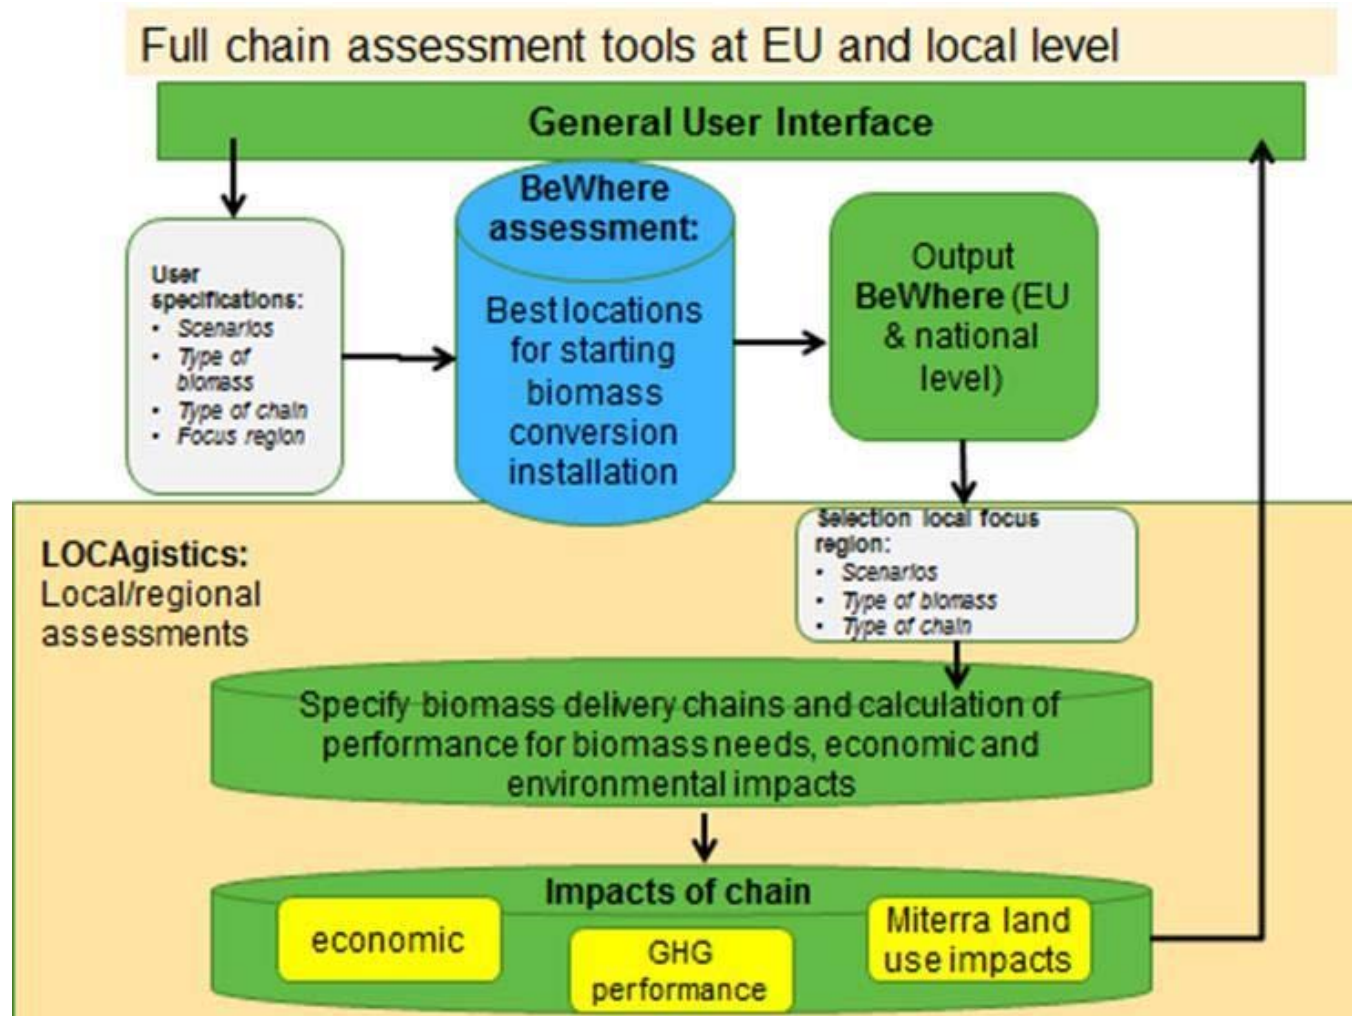 Full chain assessment tools at EU and local level
General User Interface
User
specifications:
• Scenarios
• Type of
biomass
• Type of chain
• Focus region
BeWhere
assessment:
Best locations
for starting
biomass
conversion
installation
Output
BeWhere (EU
& national
level)
LOCAgistics:
Local/regional
assessments
Selection local focus
region:
• Scenarios
• Type of biomass
• Type of chain
Specify biomass delivery chains and calculation of
performance for biomass needs, economic and
environmental impacts
Impacts of chain
economic
GHG
performance
Miterra land
use impacts